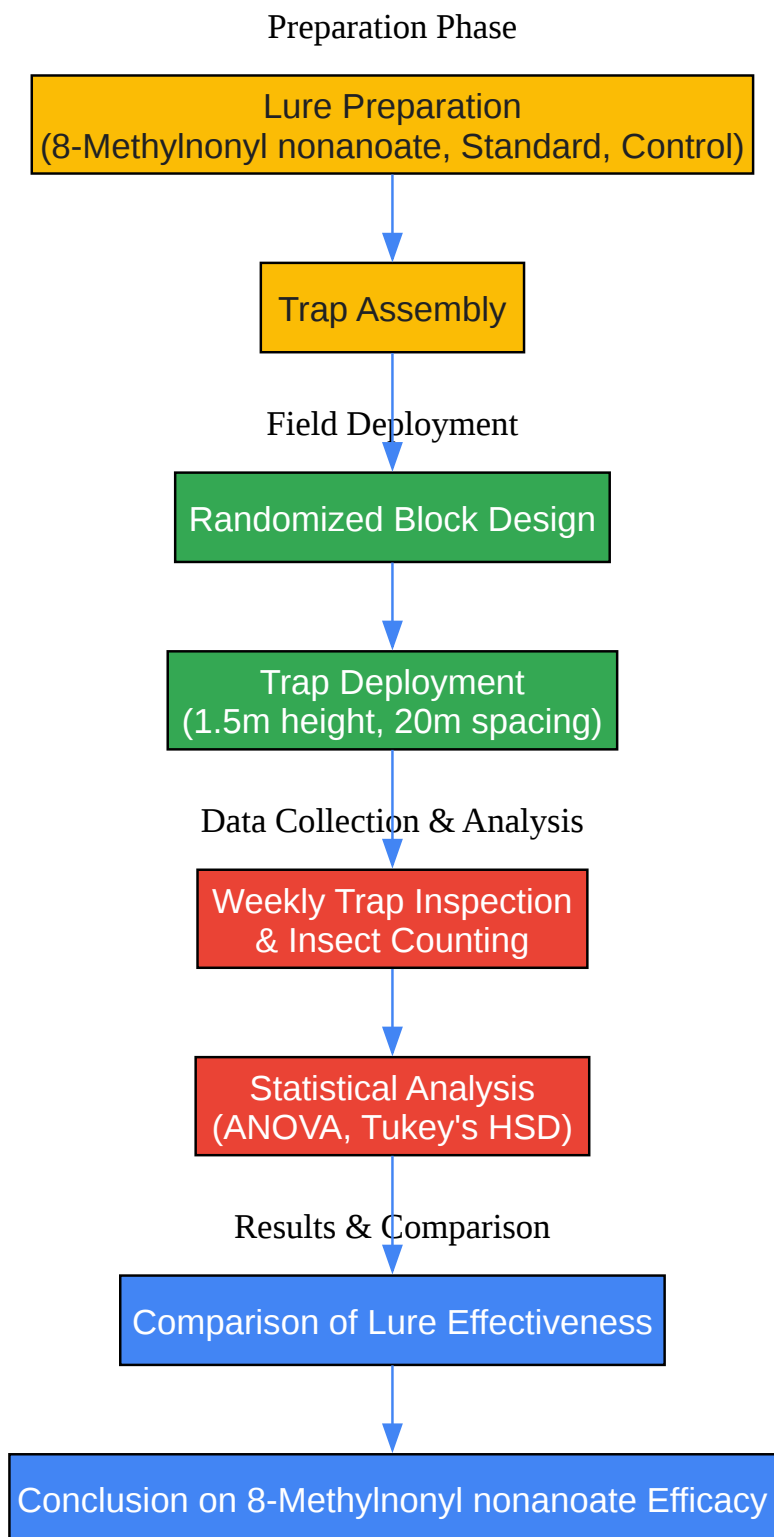 Preparation Phase
Lure Preparation
(8-Methylnonyl nonanoate, Standard, Control)
Trap Assembly
Field Deployment
Randomized Block Design
Trap Deployment
(1.5m height, 20m spacing)
Data Collection & Analysis
Weekly Trap Inspection
& Insect Counting
Statistical Analysis
(ANOVA, Tukey's HSD)
Results & Comparison
Comparison of Lure Effectiveness
Conclusion on 8-Methylnonyl nonanoate Efficacy